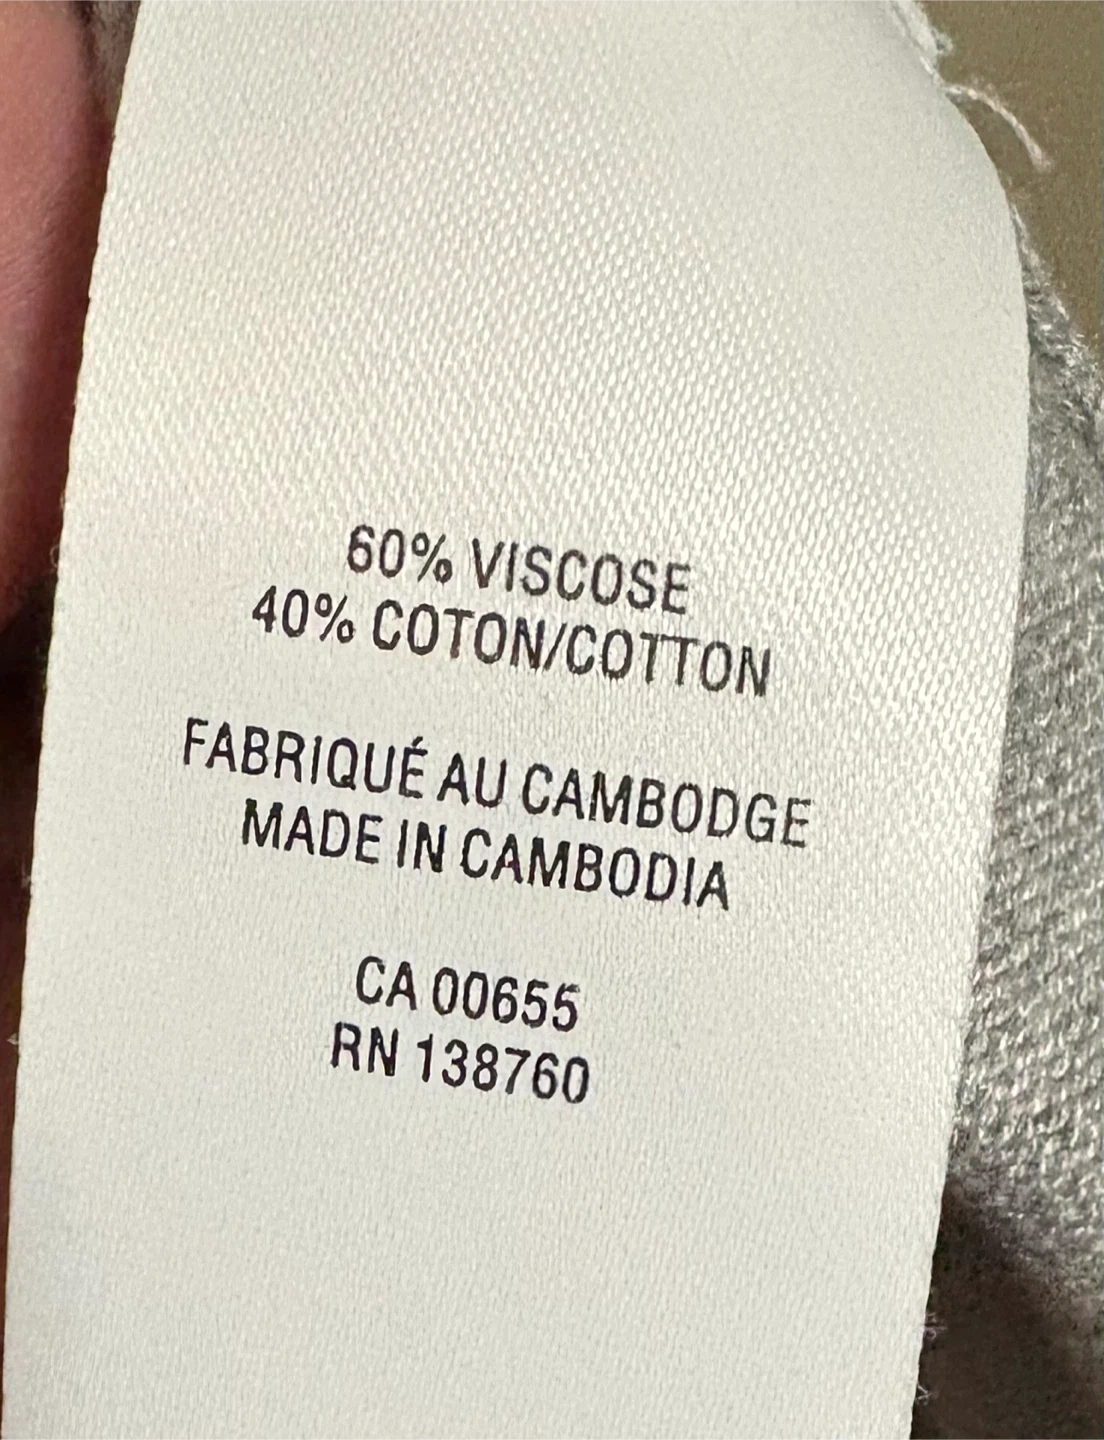 60% VISCOSE
40% COTON/COTTON
FABRIQUÉ AU CAMBODGE
MADE IN CAMBODIA
CA 00655
RN 138760